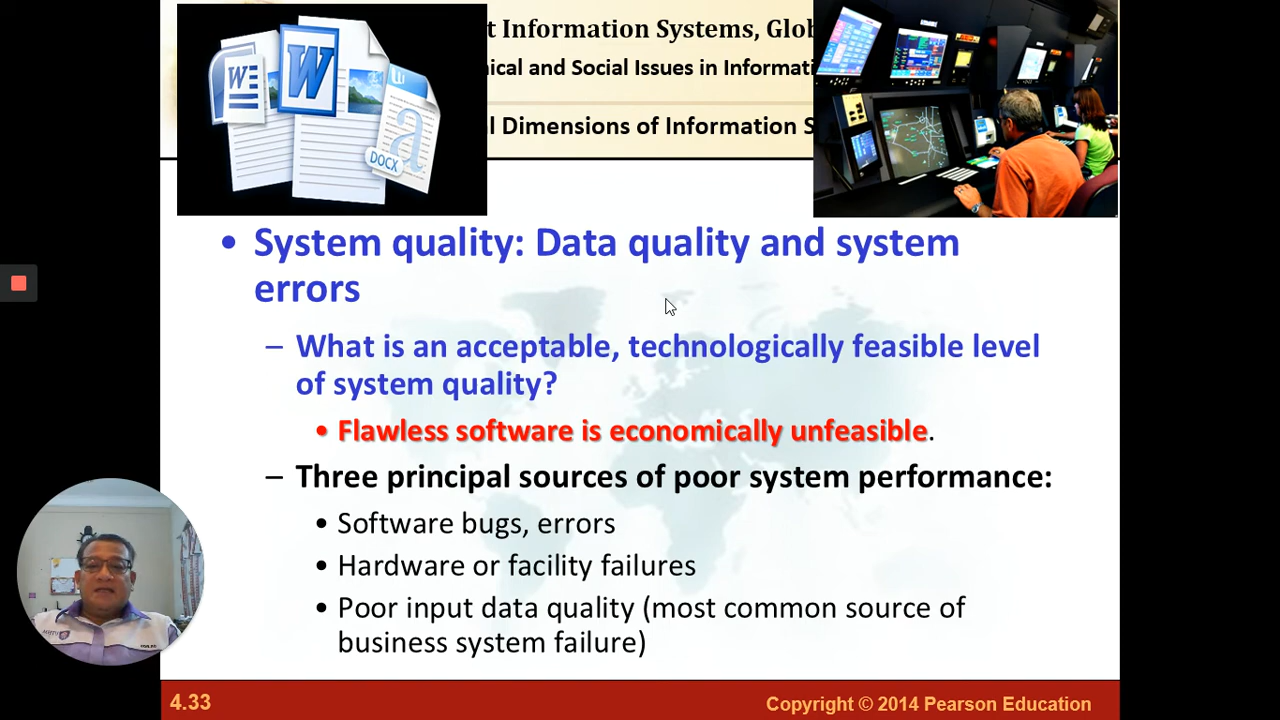 t Information Systems, Glob
ical and Social Issues in Informati
l Dimensions of Information S
W
W
DOCX
• System quality: Data quality and system
errors
– What is an acceptable, technologically feasible level
of system quality?
• Flawless software is economically unfeasible.
– Three principal sources of poor system performance:
• Software bugs, errors
• Hardware or facility failures
• Poor input data quality (most common source of
business system failure)
4.33
Copyright © 2014 Pearson Education